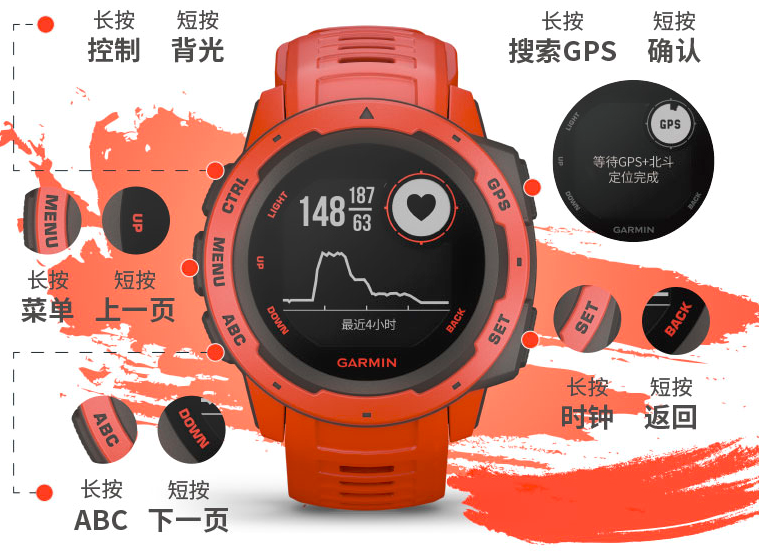 长按 短按
控制 背光
长按 短按
搜索GPS 确认
GPS
LIGHT
等待GPS+北斗
UP
定位完成
DOWN
BACK
GARMIN
CTRL
GPS
LIGHT
148
187
63
MENU
UP
MENU
UP
长按 短按
菜单 上一页
SET
BACK
DOWN
最近4小时
BACK
ABC
SET
GARMIN
长按 短按
时钟 返回
ABC
DOWN
长按 短按
ABC 下一页